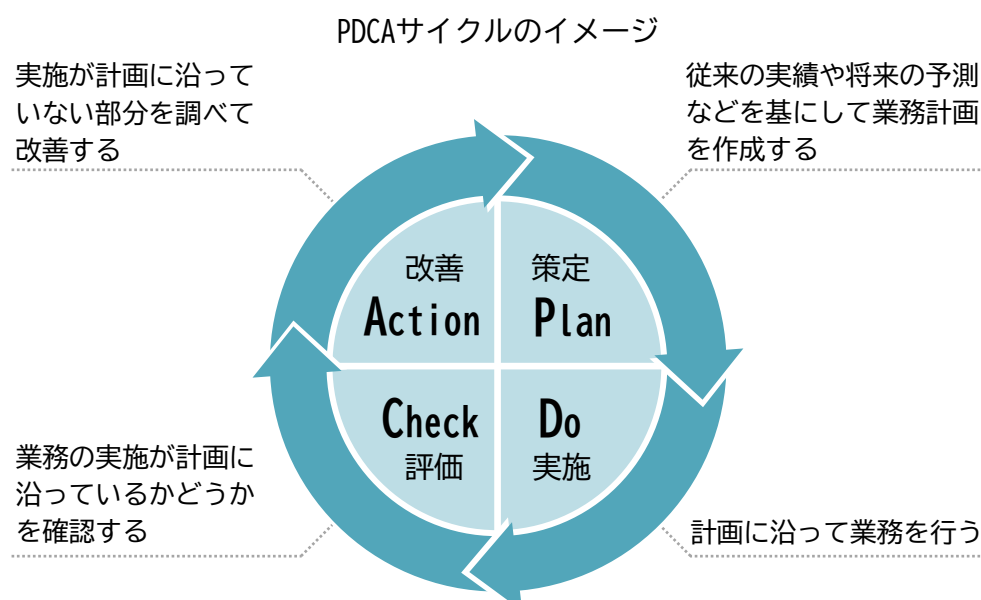 PDCAサイクルのイメージ
実施が計画に沿って
いない部分を調べて
改善する
従来の実績や将来の予測
などを基にして業務計画
を作成する
改善
Action
策定
Plan
Check
評価
Do
実施
業務の実施が計画に
沿っているかどうか
を確認する
計画に沿って業務を行う